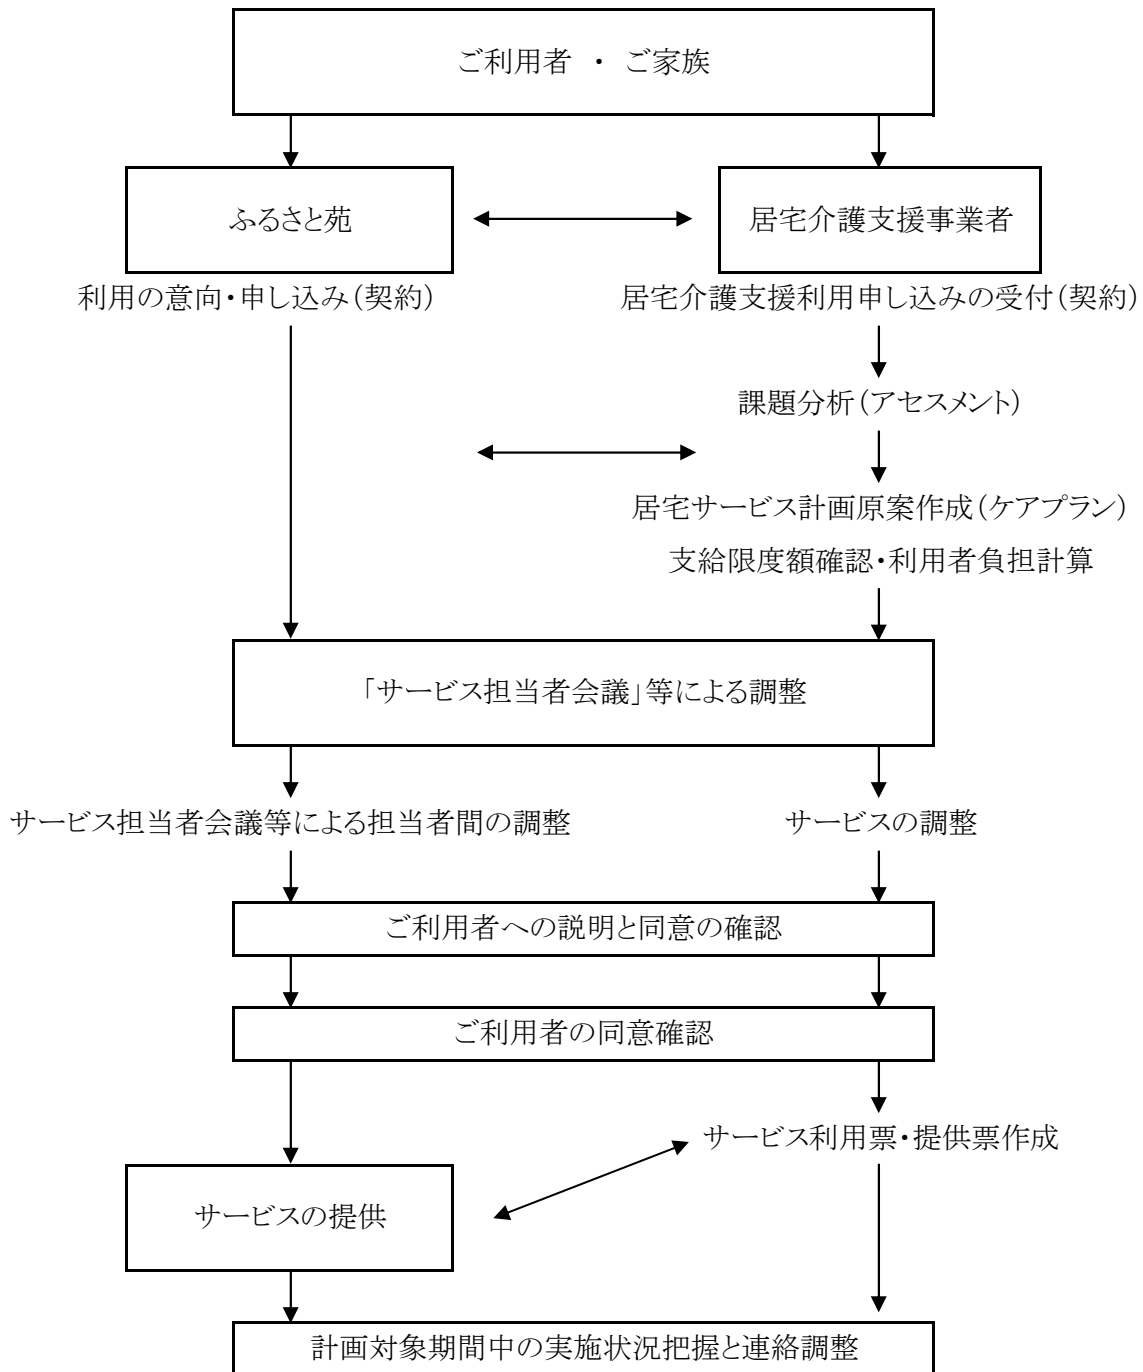 ご利用者 ・ ご家族
ふるさと苑
居宅介護支援事業者
利用の意向・申し込み（契約）
居宅介護支援利用申し込みの受付（契約）
課題分析（アセスメント）
居宅サービス計画原案作成（ケアプラン）
支給限度額確認・利用者負担計算
「サービス担当者会議」等による調整
サービス担当者会議等による担当者間の調整
サービスの調整
ご利用者への説明と同意の確認
ご利用者の同意確認
サービス利用票・提供票作成
サービスの提供
計画対象期間中の実施状況把握と連絡調整